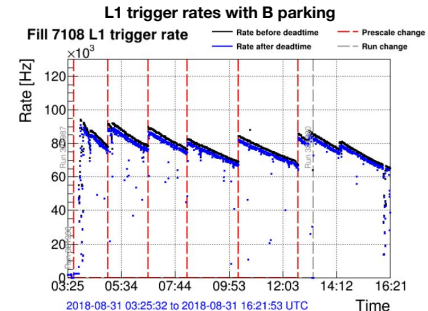 L1 trigger rates with B parking
Fill 7108 L1 trigger rate
Rate before deadtime
Prescale change
Rate after deadtime
Run change
×10³
Rate [Hz]
120
100
80
60
40
20
0
03:25 05:34 07:44 09:53 12:03 14:12 16:21
2018-08-31 03:25:32 to 2018-08-31 16:21:53 UTC
Time